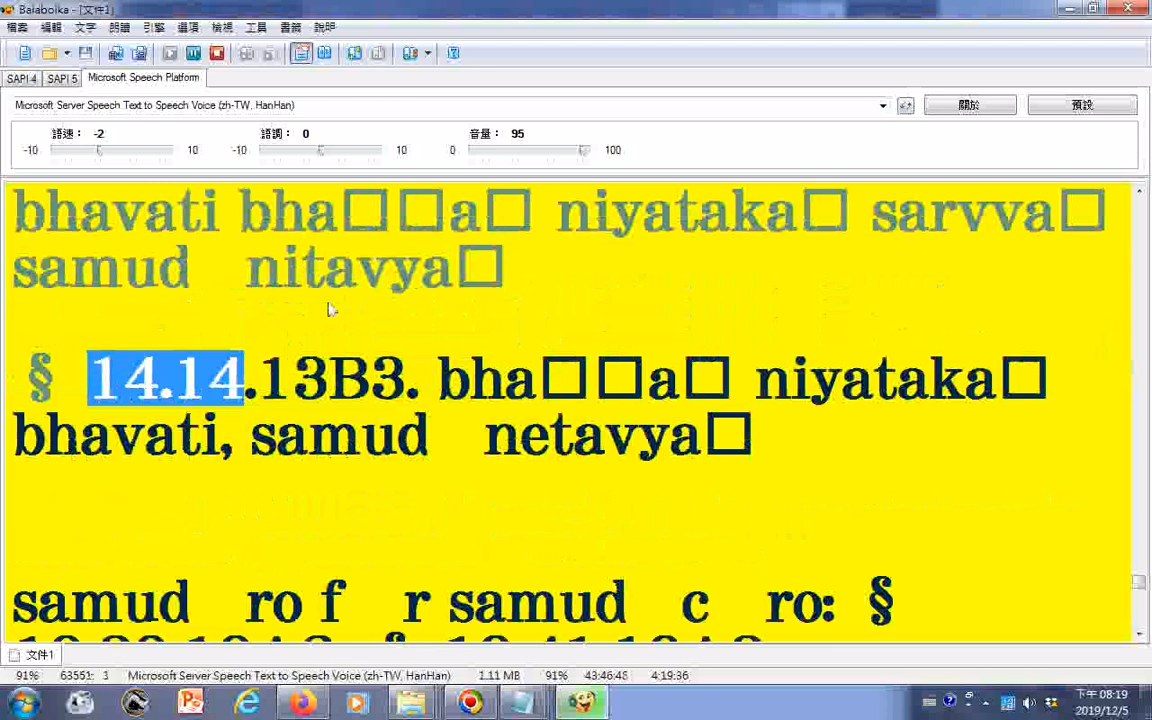 Balabolka - [文件1]
檔案 編輯 文字 朗讀 引擎 選項 檢視 工具 書籤 說明
SAPI 4 SAPI 5 Microsoft Speech Platform
Microsoft Server Speech Text to Speech Voice (zh-TW, HanHan) 關於 預設
語速： -2 語調： 0 音量： 95
-10 10 -10 10 0 100
bhavati bha□□a□ niyataka□ sarvva□
samud nitavya□
§ 14.14.13B3. bha□□a□ niyataka□
bhavati, samud netavya□
samud ro f r samud c ro: §
文件1
91% 63551: 3 Microsoft Server Speech Text to Speech Voice (zh-TW, HanHan) 1.11 MB 91% 43:46:48 4:19:36
下午 08:19
2019/12/5